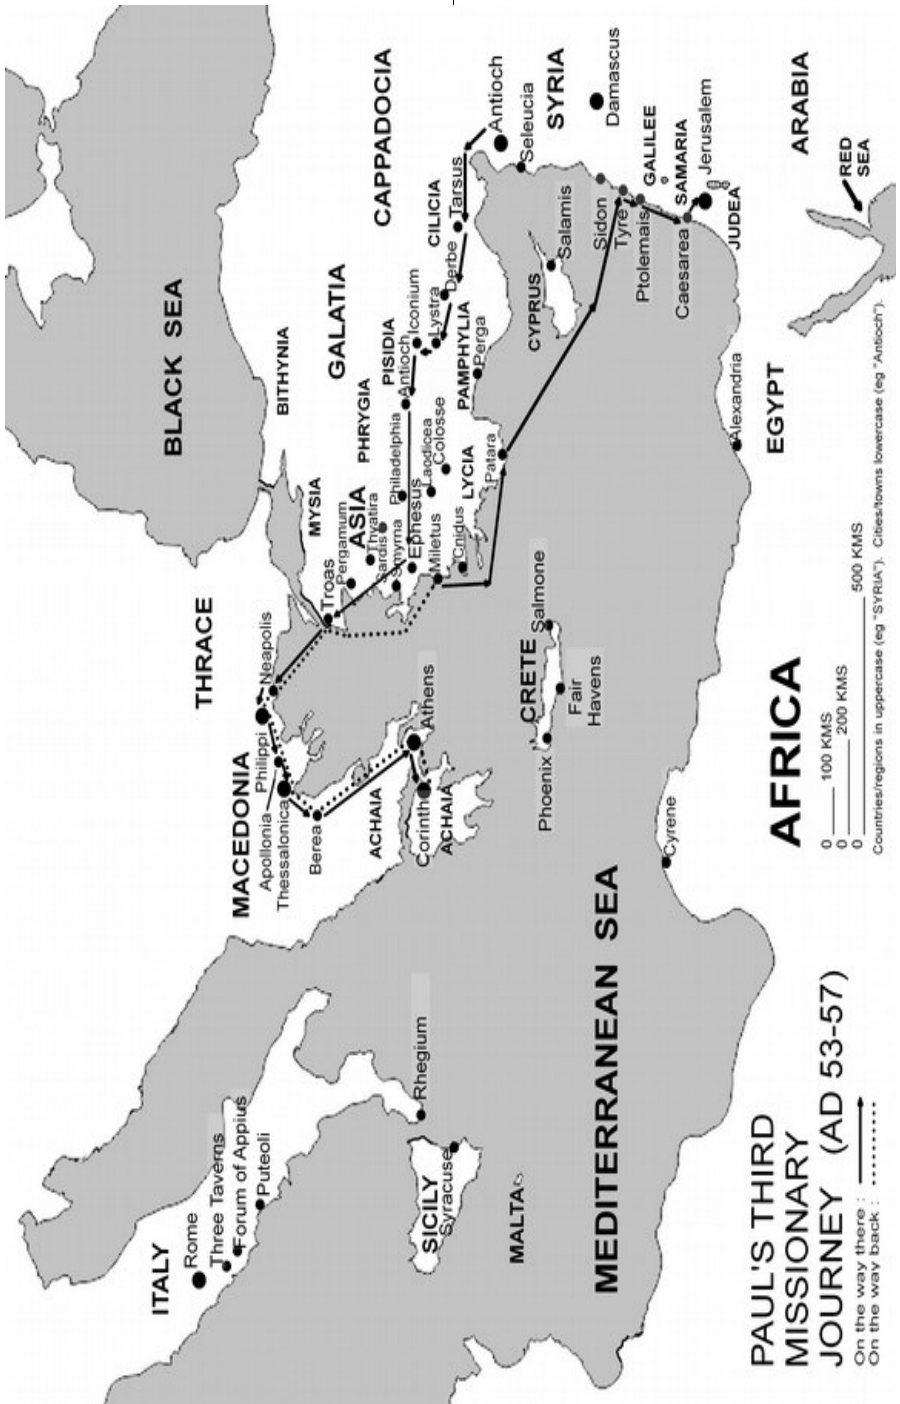 BLACK SEA
THRACE
MACEDONIA
Neapolis
Philippi
Apollonia
Thessalonica
Berea
ACHAIA
Athens
Corinth
ACHAIA
BITHYNIA
MYSIA
Troas
Pergamum
ASIA
Thyatira
Sardis
Smyrna
Ephesus
Miletus
Cnidus
PHRYGIA
Philadelphia
Laodicea
Colosse
LYCIA
Patara
GALATIA
PISIDIA
Antioch
Iconium
Lystra
Derbe
PAMPHYLIA
Perga
CAPPADOCIA
CILICIA
Tarsus
Antioch
Seleucia
SYRIA
Damascus
CYPRUS
Salamis
Sidon
Tyre
Ptolemais
GALILEE
Caesarea
SAMARIA
Jerusalem
JUDEA
ARABIA
RED
SEA
EGYPT
Alexandria
ITALY
Rome
Three Taverns
Forum of Appius
Puteoli
Rhegium
SICILY
Syracuse
MALTA
CRETE
Salmone
Phoenix
Fair
Havens
MEDITERRANEAN SEA
Cyrene
AFRICA
PAUL'S THIRD
MISSIONARY
JOURNEY (AD 53-57)
On the way there :
On the way back :
0 100 KMS
0 200 KMS
0 500 KMS
Countries/regions in uppercase (eg "SYRIA"). Cities/towns lowercase (eg "Antioch").